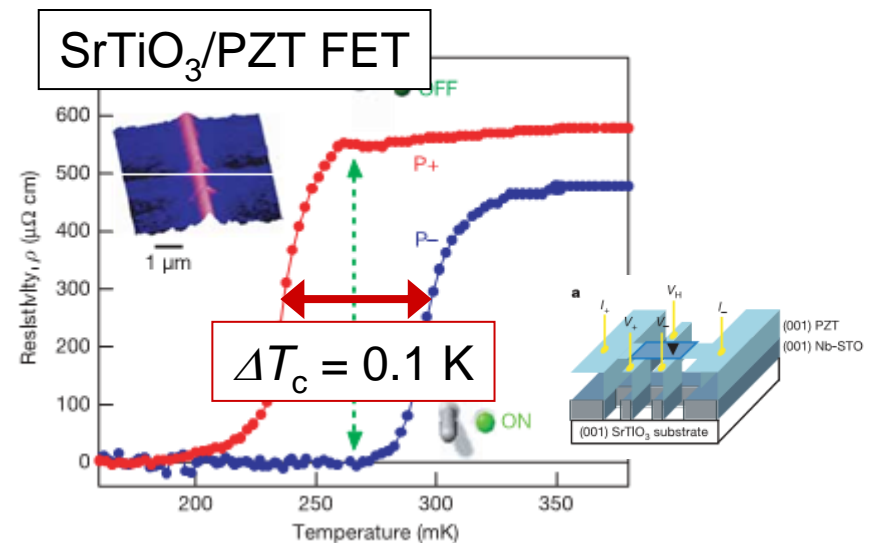 SrTiO₃/PZT FET
OFF
600
500
400
300
200
100
0
Resistivity, ρ (μΩ cm)
P+
P−
1 μm
ΔTc = 0.1 K
ON
200
250
300
350
Temperature (mK)
a
I+
V+
V−
VH
I−
(001) PZT
(001) Nb-STO
(001) SrTiO₃ substrate